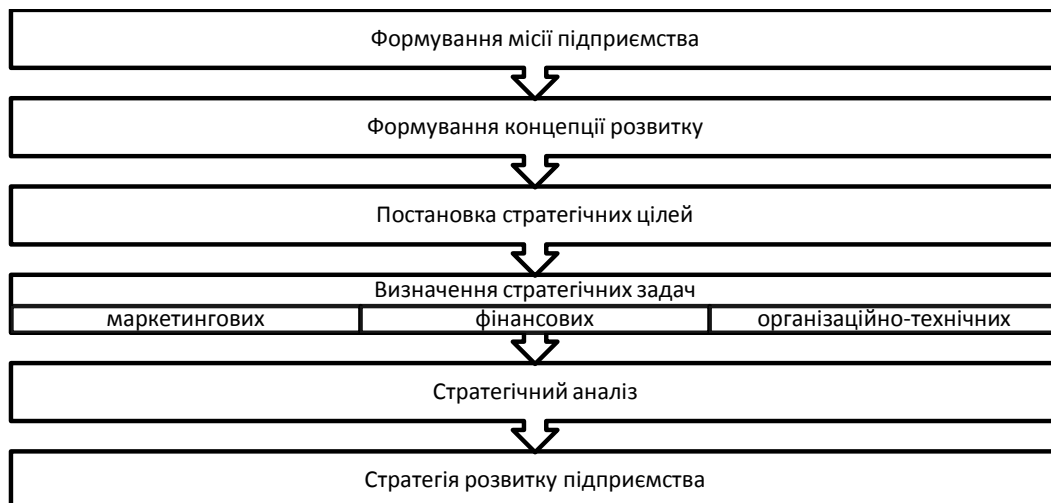 Формування місії підприємства
Формування концепції розвитку
Постановка стратегічних цілей
Визначення стратегічних задач
маркетингових фінансових організаційно-технічних
Стратегічний аналіз
Стратегія розвитку підприємства